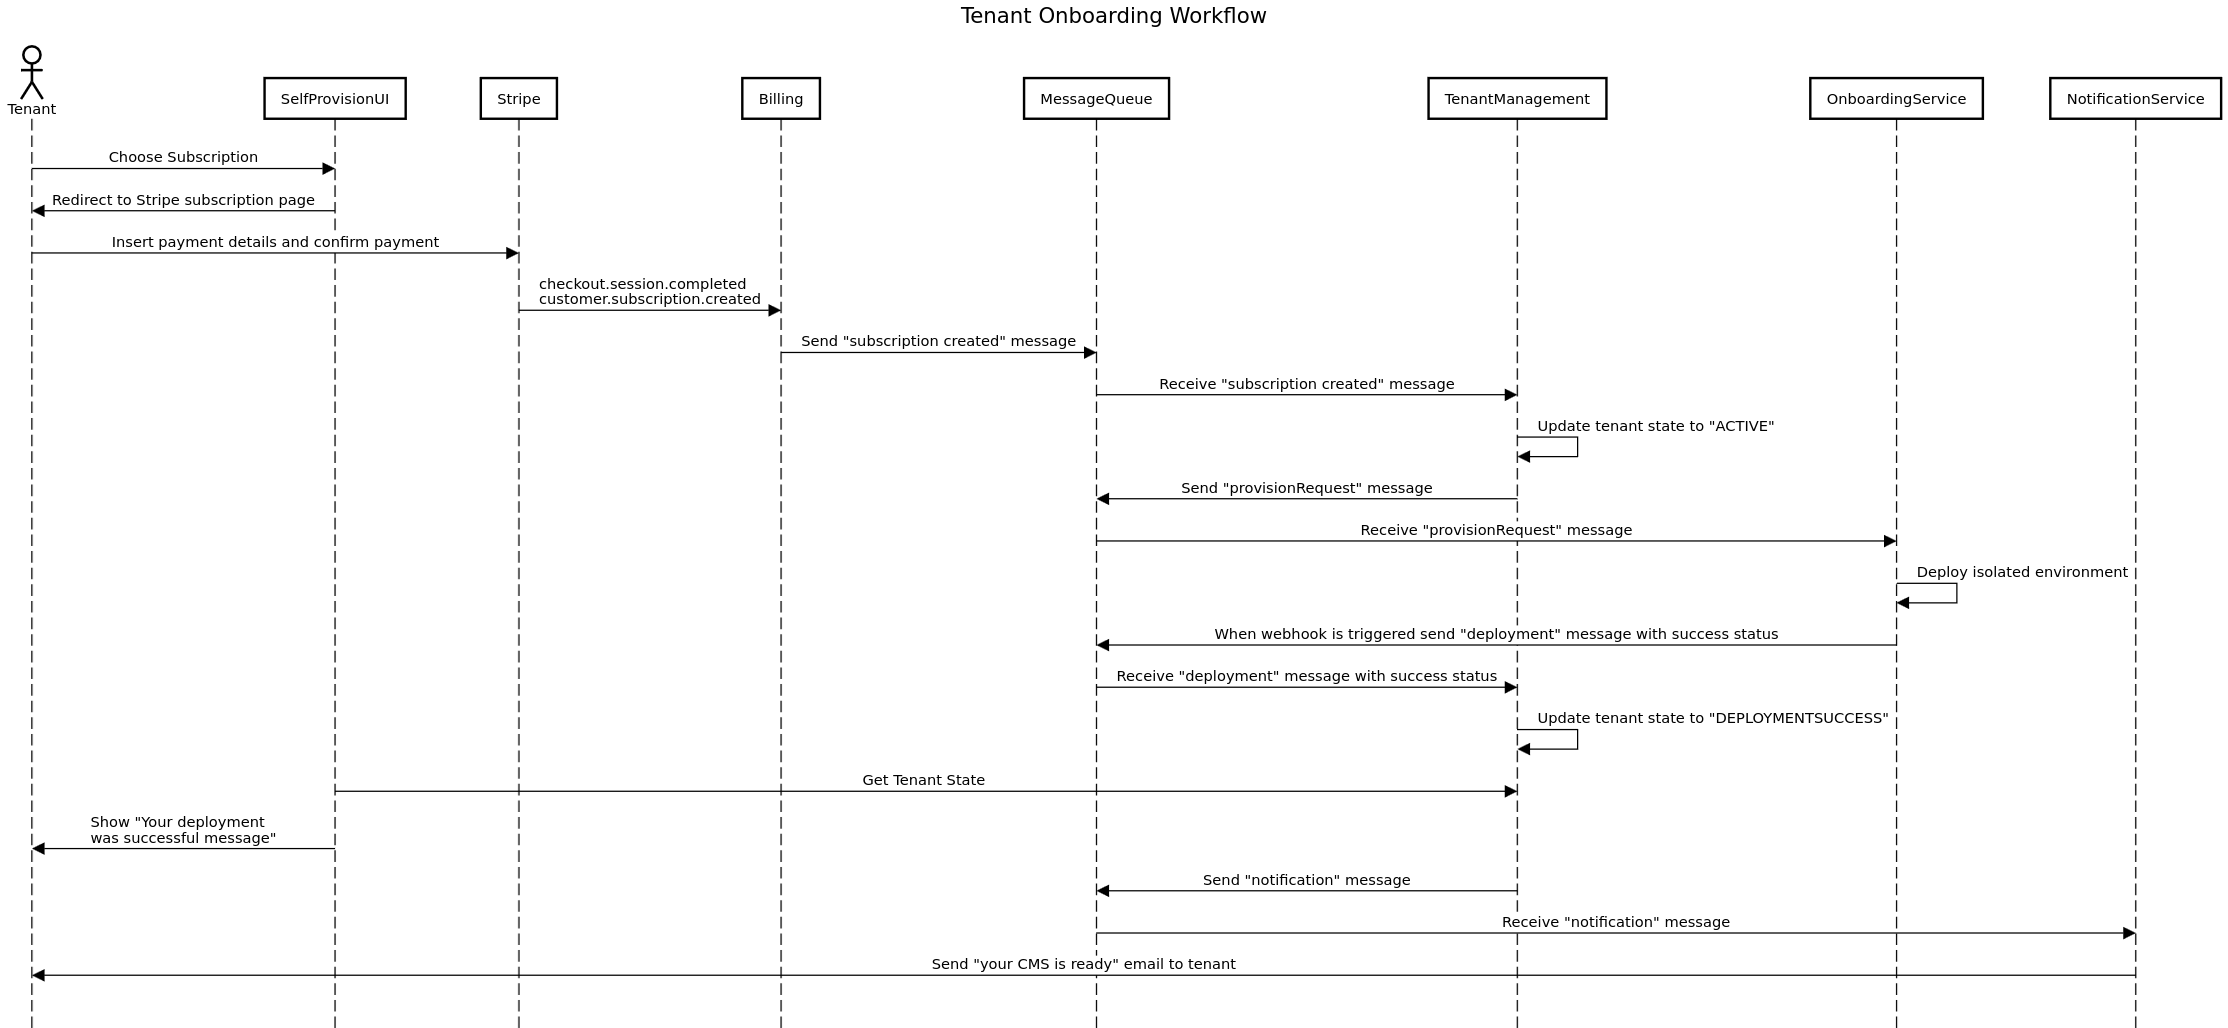 Tenant Onboarding Workflow
Tenant
SelfProvisionUI
Stripe
Billing
MessageQueue
TenantManagement
OnboardingService
NotificationService
Choose Subscription
Redirect to Stripe subscription page
Insert payment details and confirm payment
checkout.session.completed
customer.subscription.created
Send "subscription created" message
Receive "subscription created" message
Update tenant state to "ACTIVE"
Send "provisionRequest" message
Receive "provisionRequest" message
Deploy isolated environment
When webhook is triggered send "deployment" message with success status
Receive "deployment" message with success status
Update tenant state to "DEPLOYMENTSUCCESS"
Get Tenant State
Show "Your deployment
was successful message"
Send "notification" message
Receive "notification" message
Send "your CMS is ready" email to tenant